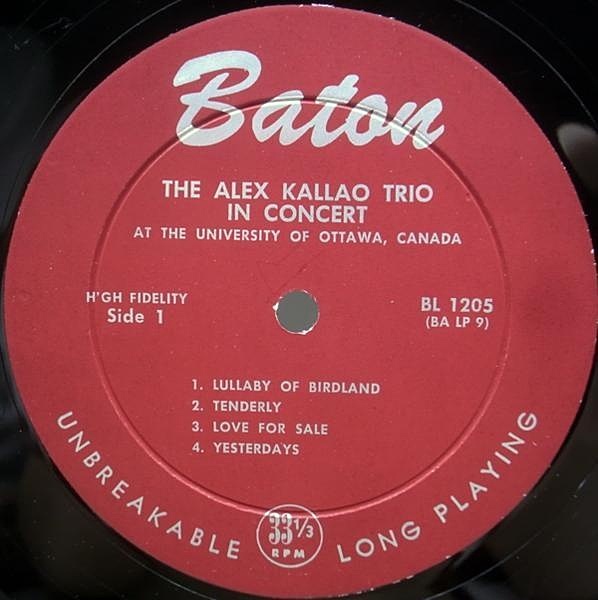 Baton
THE ALEX KALLAO TRIO
IN CONCERT
AT THE UNIVERSITY OF OTTAWA, CANADA
H'GH FIDELITY
Side 1
BL 1205
(BA LP 9)
1. LULLABY OF BIRDLAND
2. TENDERLY
3. LOVE FOR SALE
4. YESTERDAYS
UNBREAKABLE
33 1/3
RPM
LONG PLAYING